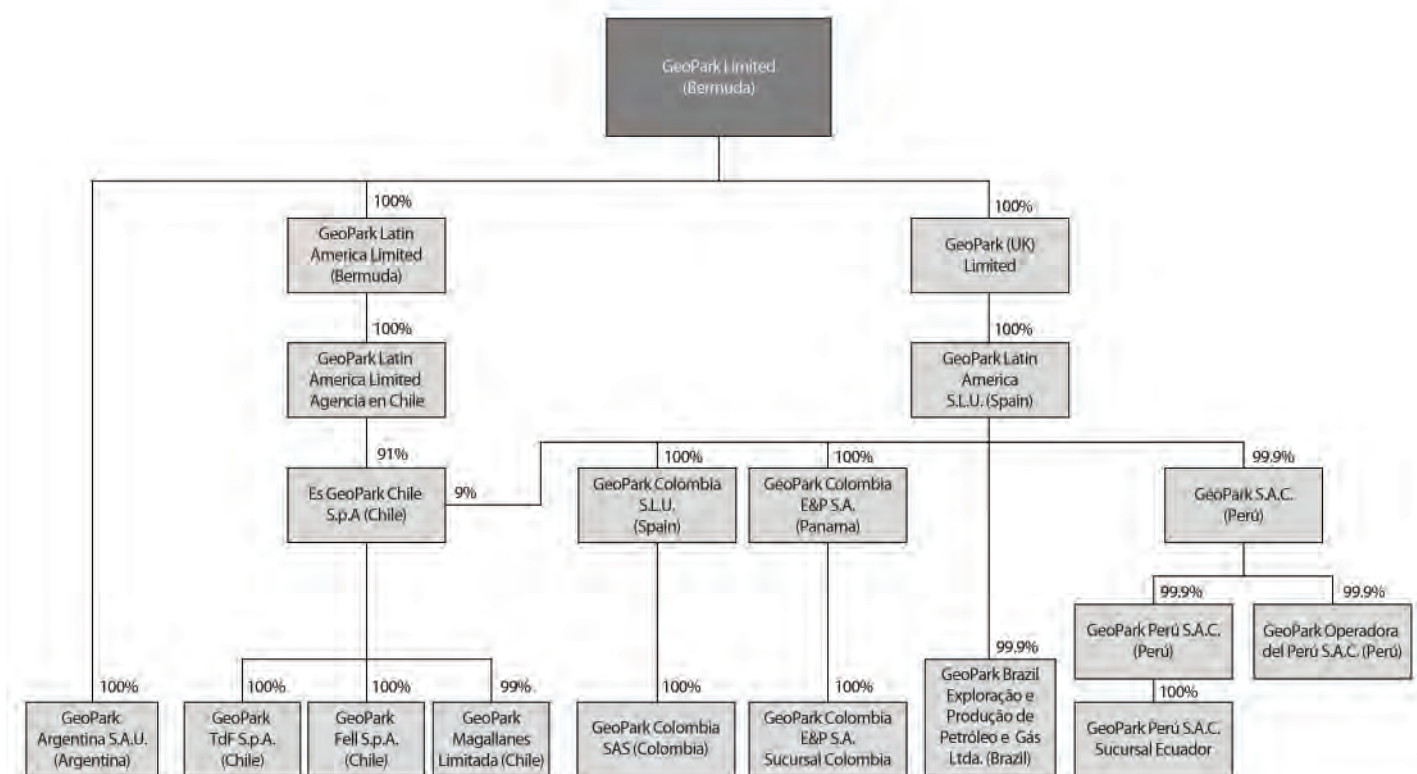 GeoPark Limited
(Bermuda)
100%
100%
GeoPark Latin
America Limited
(Bermuda)
GeoPark (UK)
Limited
100%
100%
GeoPark Latin
America Limited
Agencia en Chile
GeoPark Latin
America
S.L.U. (Spain)
91%
100%
100%
99.9%
Es GeoPark Chile
S.p.A (Chile)
9%
GeoPark Colombia
S.L.U.
(Spain)
GeoPark Colombia
E&P S.A.
(Panama)
GeoPark S.A.C.
(Perú)
99.9%
99.9%
GeoPark Perú S.A.C.
(Perú)
GeoPark Operadora
del Perú S.A.C. (Perú)
100%
100%
100%
99%
100%
100%
99.9%
100%
GeoPark
Argentina S.A.U.
(Argentina)
GeoPark
TdF S.p.A.
(Chile)
GeoPark
Fell S.p.A.
(Chile)
GeoPark
Magallanes
Limitada (Chile)
GeoPark Colombia
SAS (Colombia)
GeoPark Colombia
E&P S.A.
Sucursal Colombia
GeoPark Brazil
Exploração e
Produção de
Petróleo e Gás
Ltda. (Brazil)
GeoPark Perú S.A.C.
Sucursal Ecuador